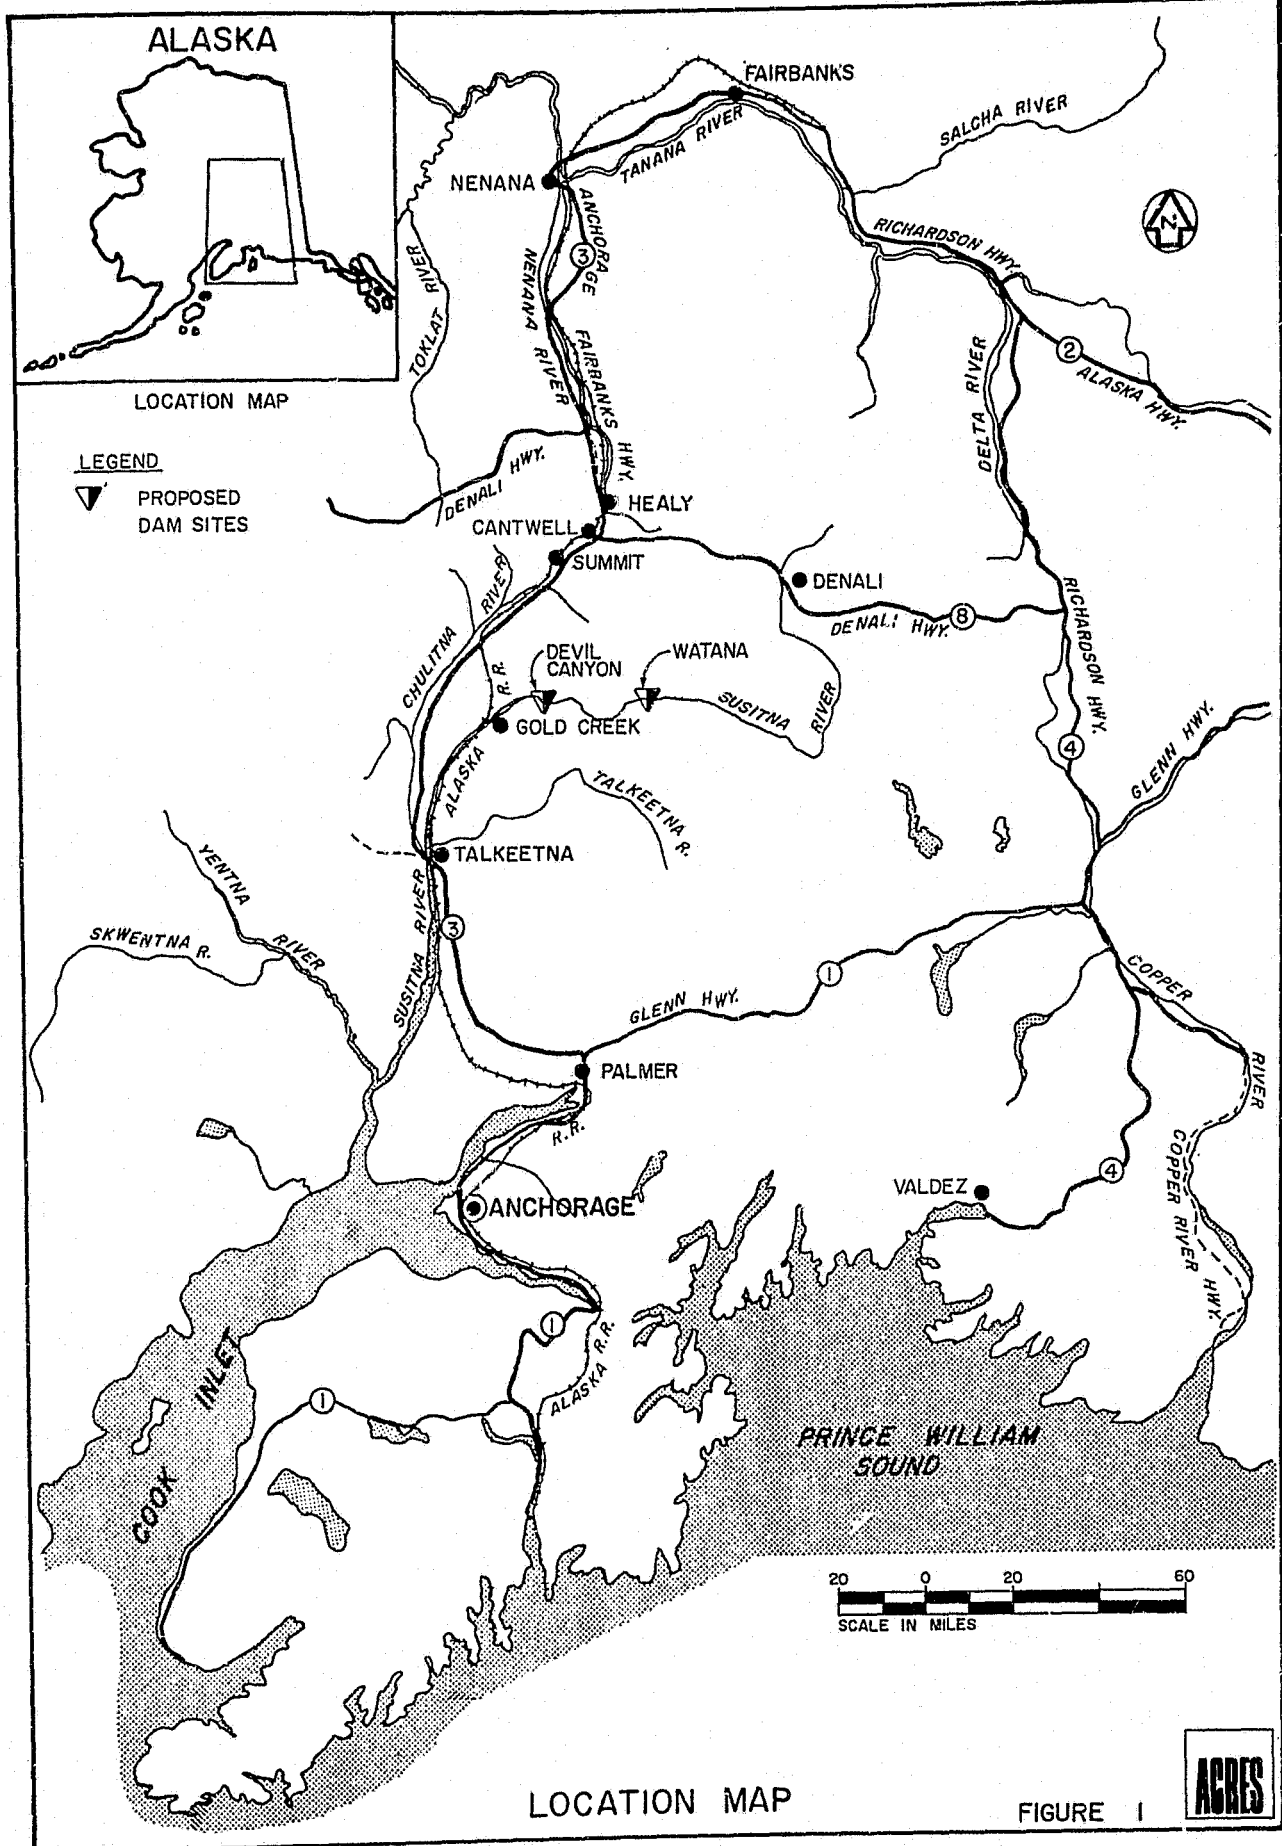 ALASKA
LOCATION MAP
LEGEND
PROPOSED
DAM SITES
FAIRBANKS
SALCHA RIVER
TANANA RIVER
NENANA
N
ANCHORAGE
3
RICHARDSON HWY.
TOKLAT RIVER
NENANA RIVER
FAIRBANKS HWY.
2
ALASKA HWY.
DELTA RIVER
DENALI HWY.
HEALY
CANTWELL
SUMMIT
DENALI
DENALI HWY.
8
RICHARDSON HWY.
CHULITNA RIVER
DEVIL
CANYON
WATANA
R.R.
SUSITNA RIVER
GOLD CREEK
4
GLENN HWY.
ALASKA
TALKEETNA R.
TALKEETNA
YENTNA RIVER
SKWENTNA R.
SUSITNA RIVER
3
GLENN HWY.
1
COPPER RIVER
PALMER
R.R.
COPPER RIVER HWY.
VALDEZ
4
ANCHORAGE
1
ALASKA R.R.
1
COOK INLET
PRINCE WILLIAM
SOUND
20 0 20 60
SCALE IN MILES
LOCATION MAP
FIGURE 1
ACRES